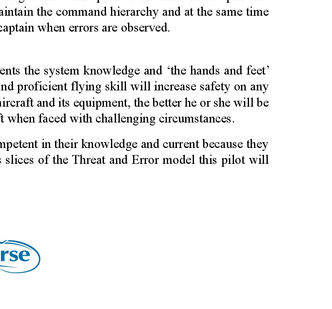 aintain the command hierarchy and at the same time
captain when errors are observed.
ents the system knowledge and ‘the hands and feet’
nd proficient flying skill will increase safety on any
ircraft and its equipment, the better he or she will be
t when faced with challenging circumstances.
mpetent in their knowledge and current because they
slices of the Threat and Error model this pilot will
rse